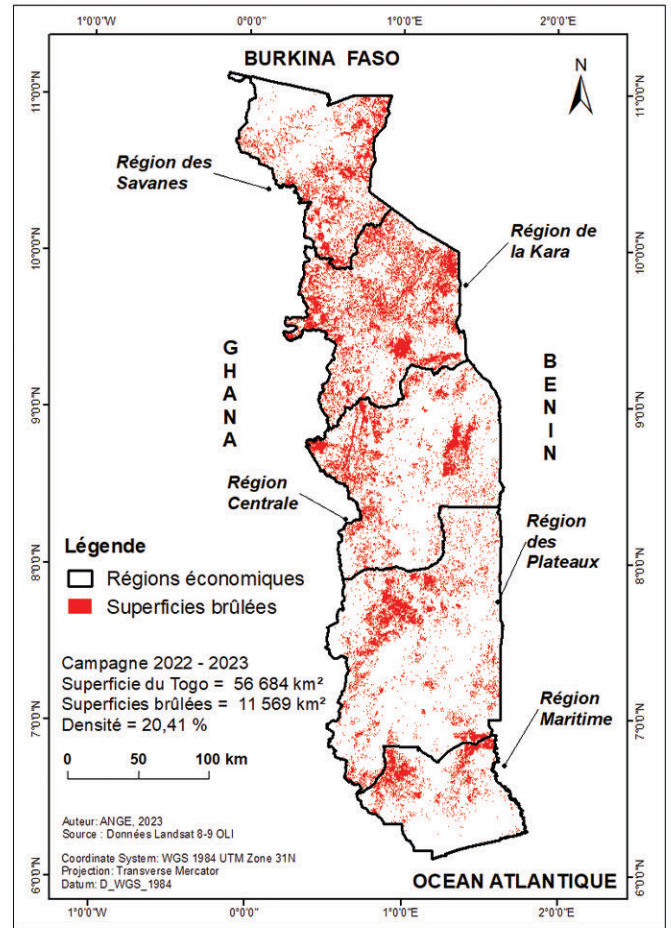 1°0'0"W 0°0'0" 1°0'0"E 2°0'0"E
BURKINA FASO
N
11°0'0"N 11°0'0"N
Région des
Savanes
Région de
la Kara
10°0'0"N 10°0'0"N
GHANA
BENIN
9°0'0"N 9°0'0"N
Région
Centrale
Région
des
Plateaux
Légende
Régions économiques
Superficies brûlées
8°0'0"N 8°0'0"N
Campagne 2022 - 2023
Superficie du Togo = 56 684 km²
Superficies brûlées = 11 569 km²
Densité = 20,41 %
Région
Maritime
7°0'0"N 7°0'0"N
0 50 100 km
Auteur: ANGE, 2023
Source : Données Landsat 8-9 OLI
Coordinate System: WGS 1984 UTM Zone 31N
Projection: Transverse Mercator
Datum: D_WGS_1984
6°0'0"N 6°0'0"N
OCEAN ATLANTIQUE
1°0'0"W 0°0'0" 1°0'0"E 2°0'0"E